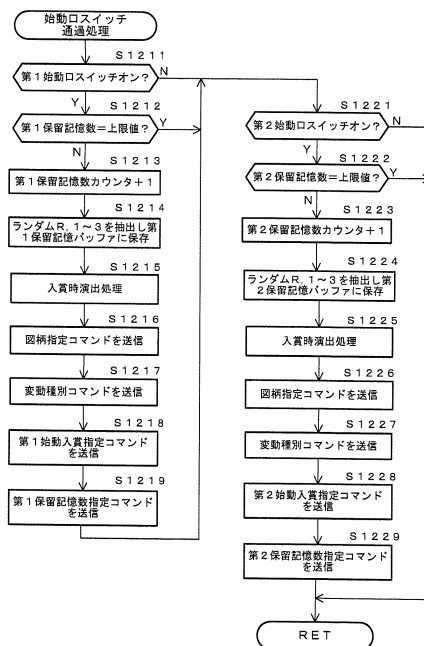 始動口スイッチ
通過処理
S1211
第1始動口スイッチオン?
N
Y
S1212
第1保留記憶数=上限値?
Y
N
S1213
第1保留記憶数カウンタ+1
S1214
ランダムR,1~3を抽出し第
1保留記憶バッファに保存
S1215
入賞時演出処理
S1216
図柄指定コマンドを送信
S1217
変動種別コマンドを送信
S1218
第1始動入賞指定コマンド
を送信
S1219
第1保留記憶数指定コマンド
を送信
S1221
第2始動口スイッチオン?
N
Y
S1222
第2保留記憶数=上限値?
Y
N
S1223
第2保留記憶数カウンタ+1
S1224
ランダムR,1~3を抽出し第
2保留記憶バッファに保存
S1225
入賞時演出処理
S1226
図柄指定コマンドを送信
S1227
変動種別コマンドを送信
S1228
第2始動入賞指定コマンド
を送信
S1229
第2保留記憶数指定コマンド
を送信
RET